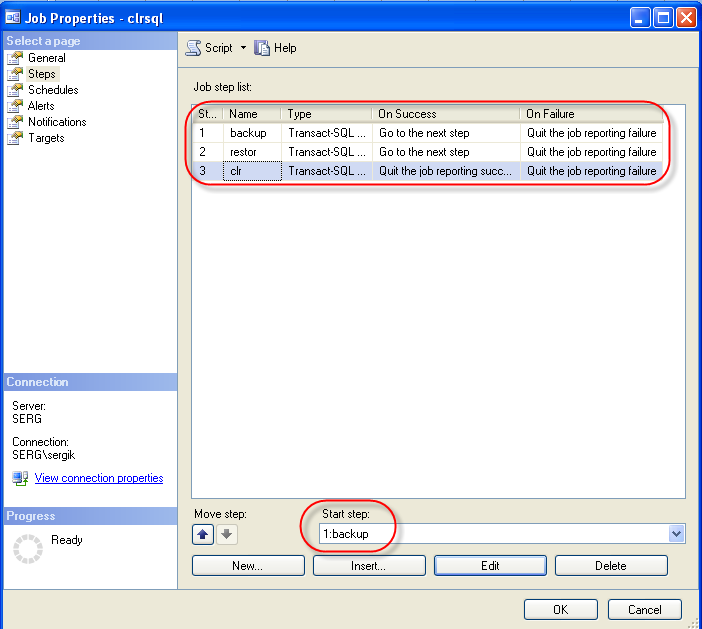 Job Properties - clrsql
Select a page
General
Steps
Schedules
Alerts
Notifications
Targets
Connection
Server:
SERG
Connection:
SERG\sergik
View connection properties
Progress
Ready
Script Help
Job step list:
St... Name Type On Success On Failure
1 backup Transact-SQL ... Go to the next step Quit the job reporting failure
2 restor Transact-SQL ... Go to the next step Quit the job reporting failure
3 clr Transact-SQL ... Quit the job reporting succ... Quit the job reporting failure
Move step: Start step:
1:backup
New... Insert... Edit Delete
OK Cancel